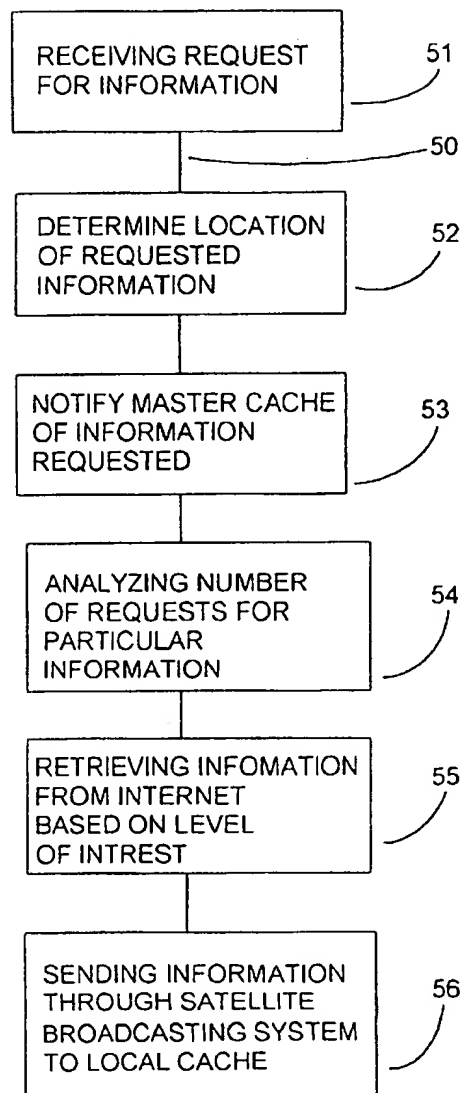 RECEIVING REQUEST
FOR INFORMATION
51
50
DETERMINE LOCATION
OF REQUESTED
INFORMATION
52
NOTIFY MASTER CACHE
OF INFORMATION
REQUESTED
53
ANALYZING NUMBER
OF REQUESTS FOR
PARTICULAR
INFORMATION
54
RETRIEVING INFOMATION
FROM INTERNET
BASED ON LEVEL
OF INTREST
55
SENDING INFORMATION
THROUGH SATELLITE
BROADCASTING SYSTEM
TO LOCAL CACHE
56